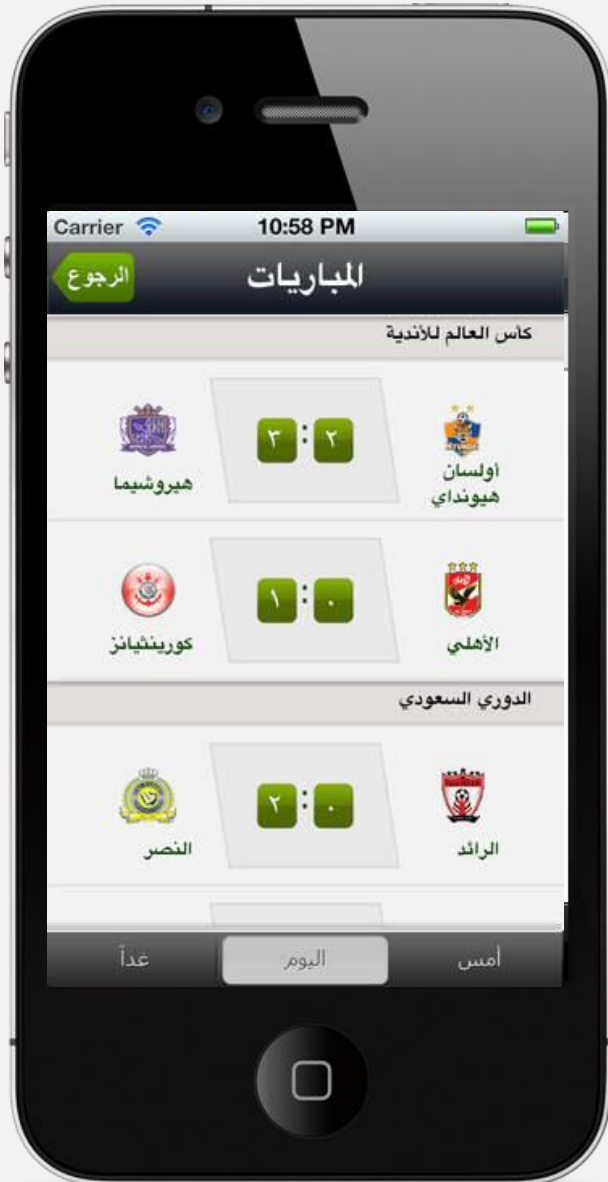 Carrier 10:58 PM
المباريات
الرجوع
كأس العالم للأندية
أولسان
هيونداي
٢ : ٣
هيروشيما
الأهلي
٠ : ١
كورينثيانز
الدوري السعودي
الرائد
٠ : ٢
النصر
أمس
اليوم
غداً